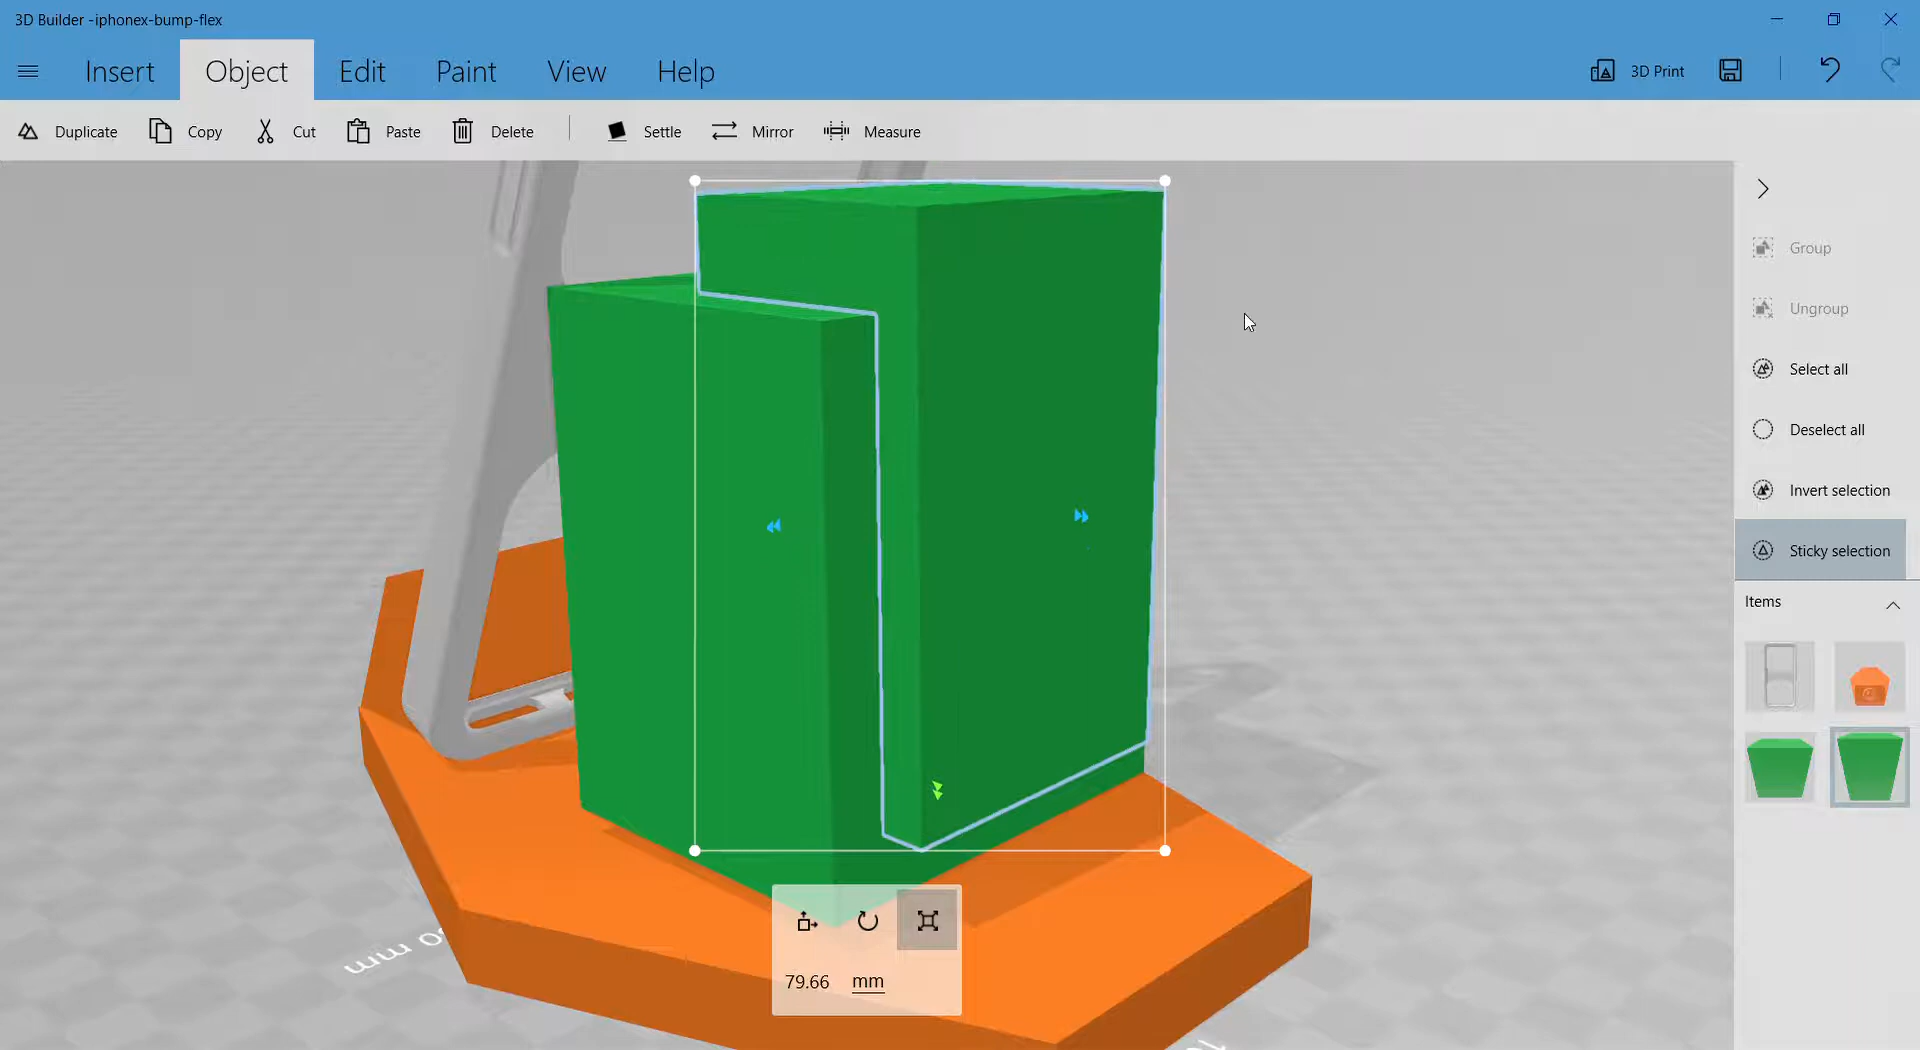 3D Builder -iphonex-bump-flex
Insert
Object
Edit
Paint
View
Help
3D Print
Duplicate
Copy
Cut
Paste
Delete
Settle
Mirror
Measure
Group
Ungroup
Select all
Deselect all
Invert selection
Sticky selection
Items
79.66 mm
mm